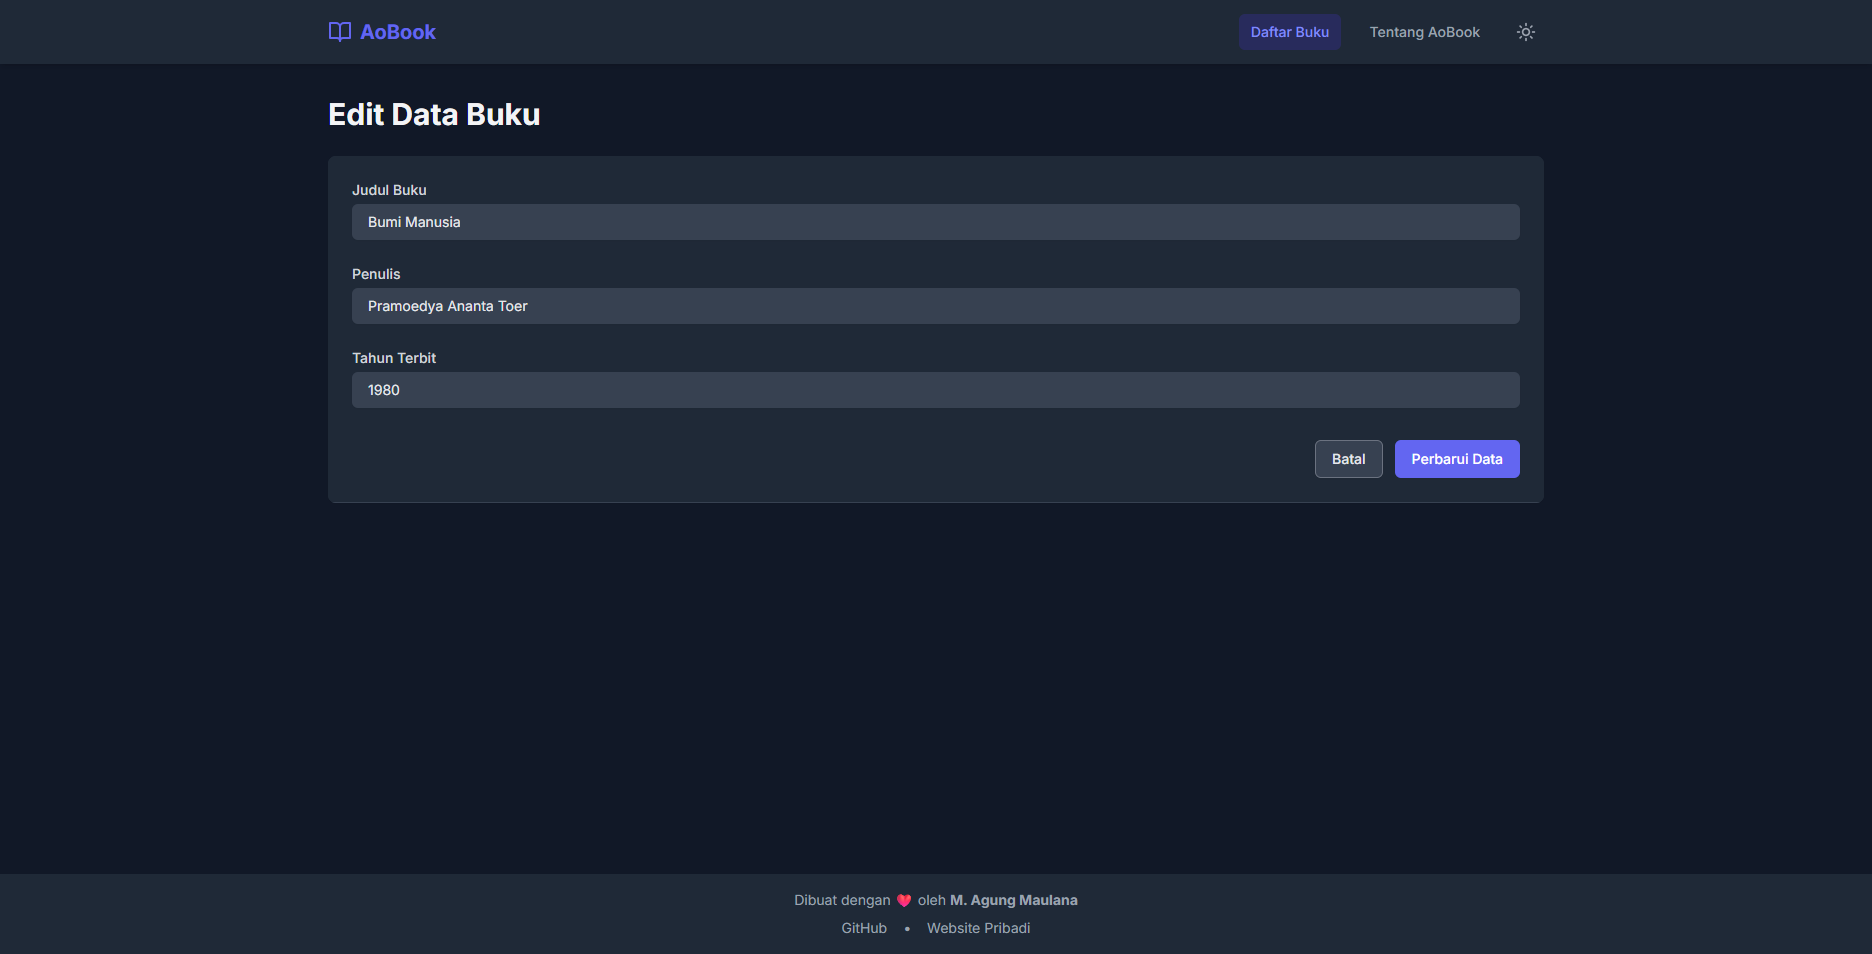 AoBook
Daftar Buku
Tentang AoBook
Edit Data Buku
Judul Buku
Bumi Manusia
Penulis
Pramoedya Ananta Toer
Tahun Terbit
1980
Batal
Perbarui Data
Dibuat dengan ❤️ oleh M. Agung Maulana
GitHub • Website Pribadi